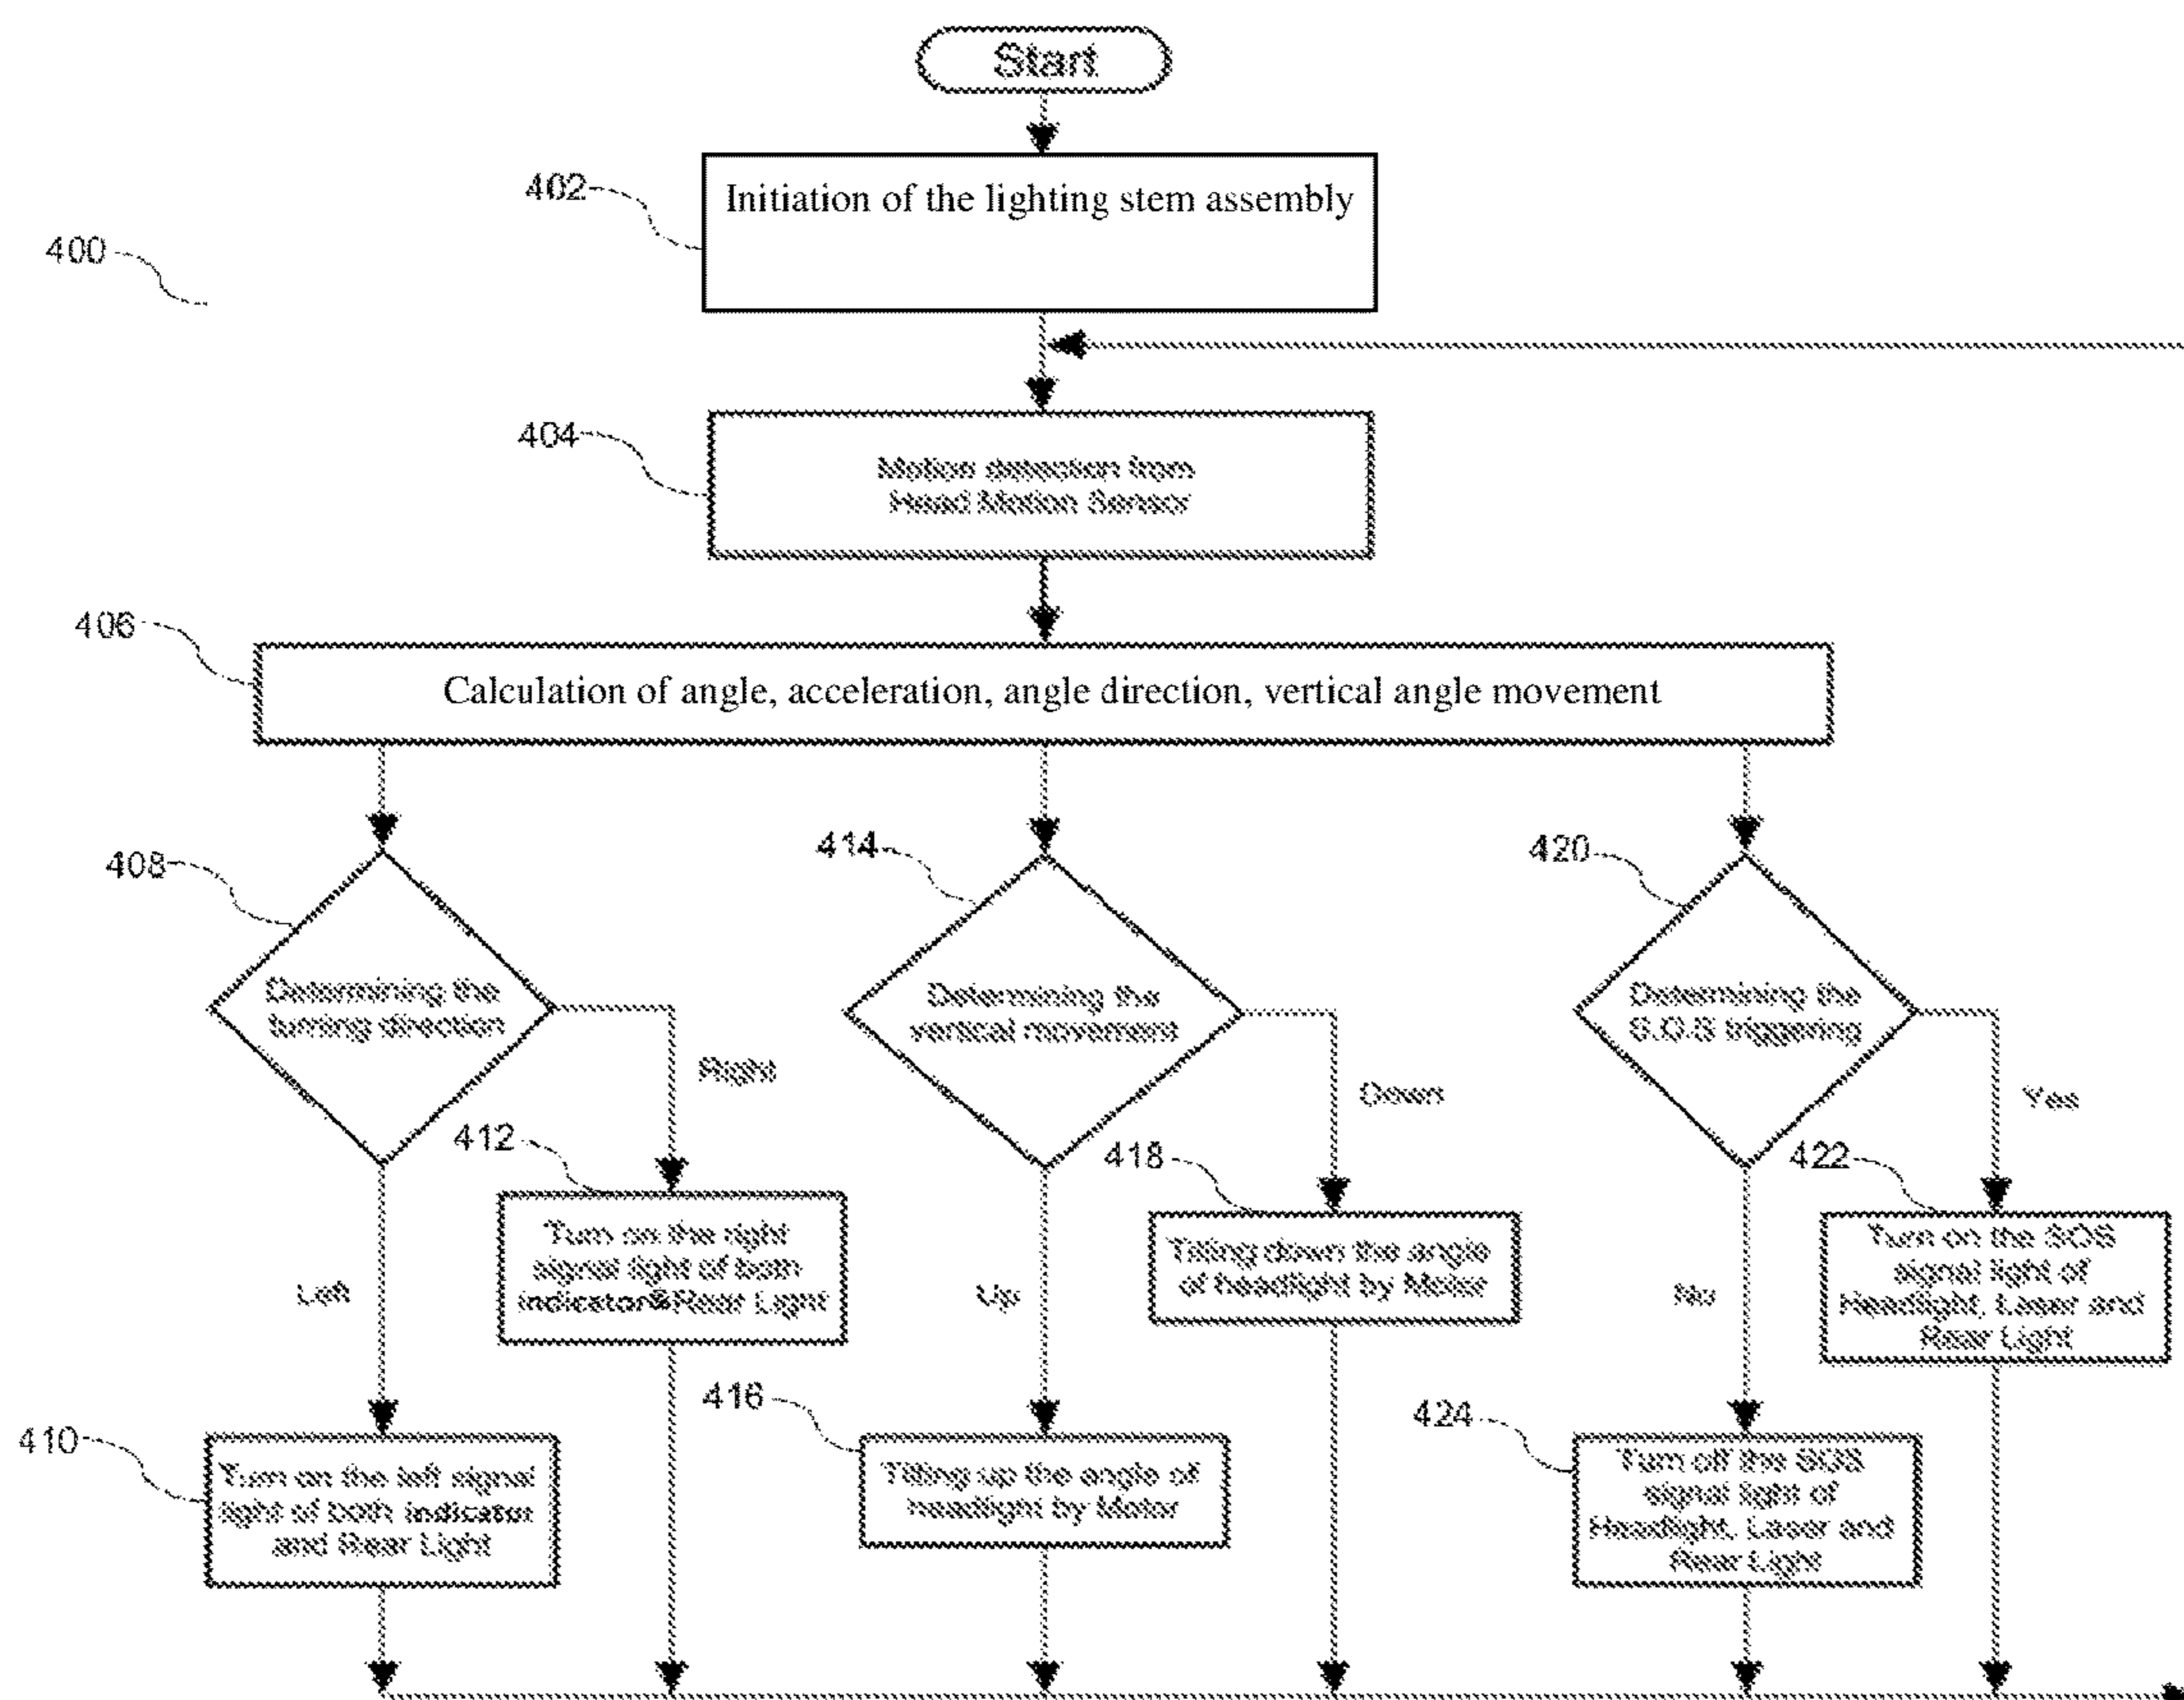 Start
402
Initiation of the lighting stem assembly
400
404
Motion detection from
Head Motion Sensor
406
Calculation of angle, acceleration, angle direction, vertical angle movement
408
Determining the
turning direction
414
Determining the
vertical movement
420
Determining the
S.O.S triggering
Right
Down
Yes
412
Turn on the right
signal light of both
indicator&Rear Light
418
Tilting down the angle
of headlight by Motor
422
Turn on the SOS
signal light of
Headlight, Laser and
Rear Light
Left
Up
No
410
Turn on the left signal
light of both indicator
and Rear Light
416
Tilting up the angle of
headlight by Motor
424
Turn off the SOS
signal light of
Headlight, Laser and
Rear Light